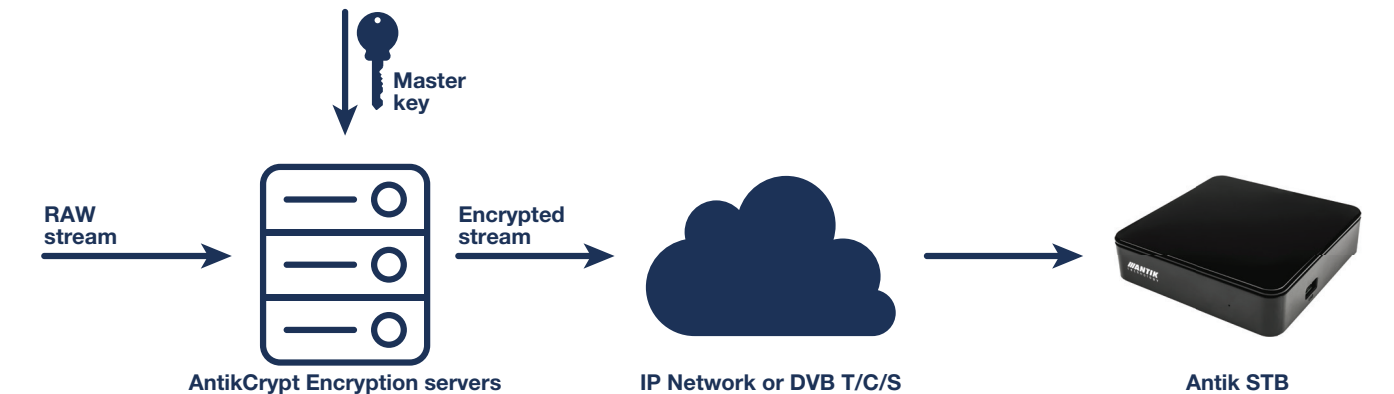 Master
key
RAW
stream
Encrypted
stream
ANTIK
AntikCrypt Encryption servers
IP Network or DVB T/C/S
Antik STB